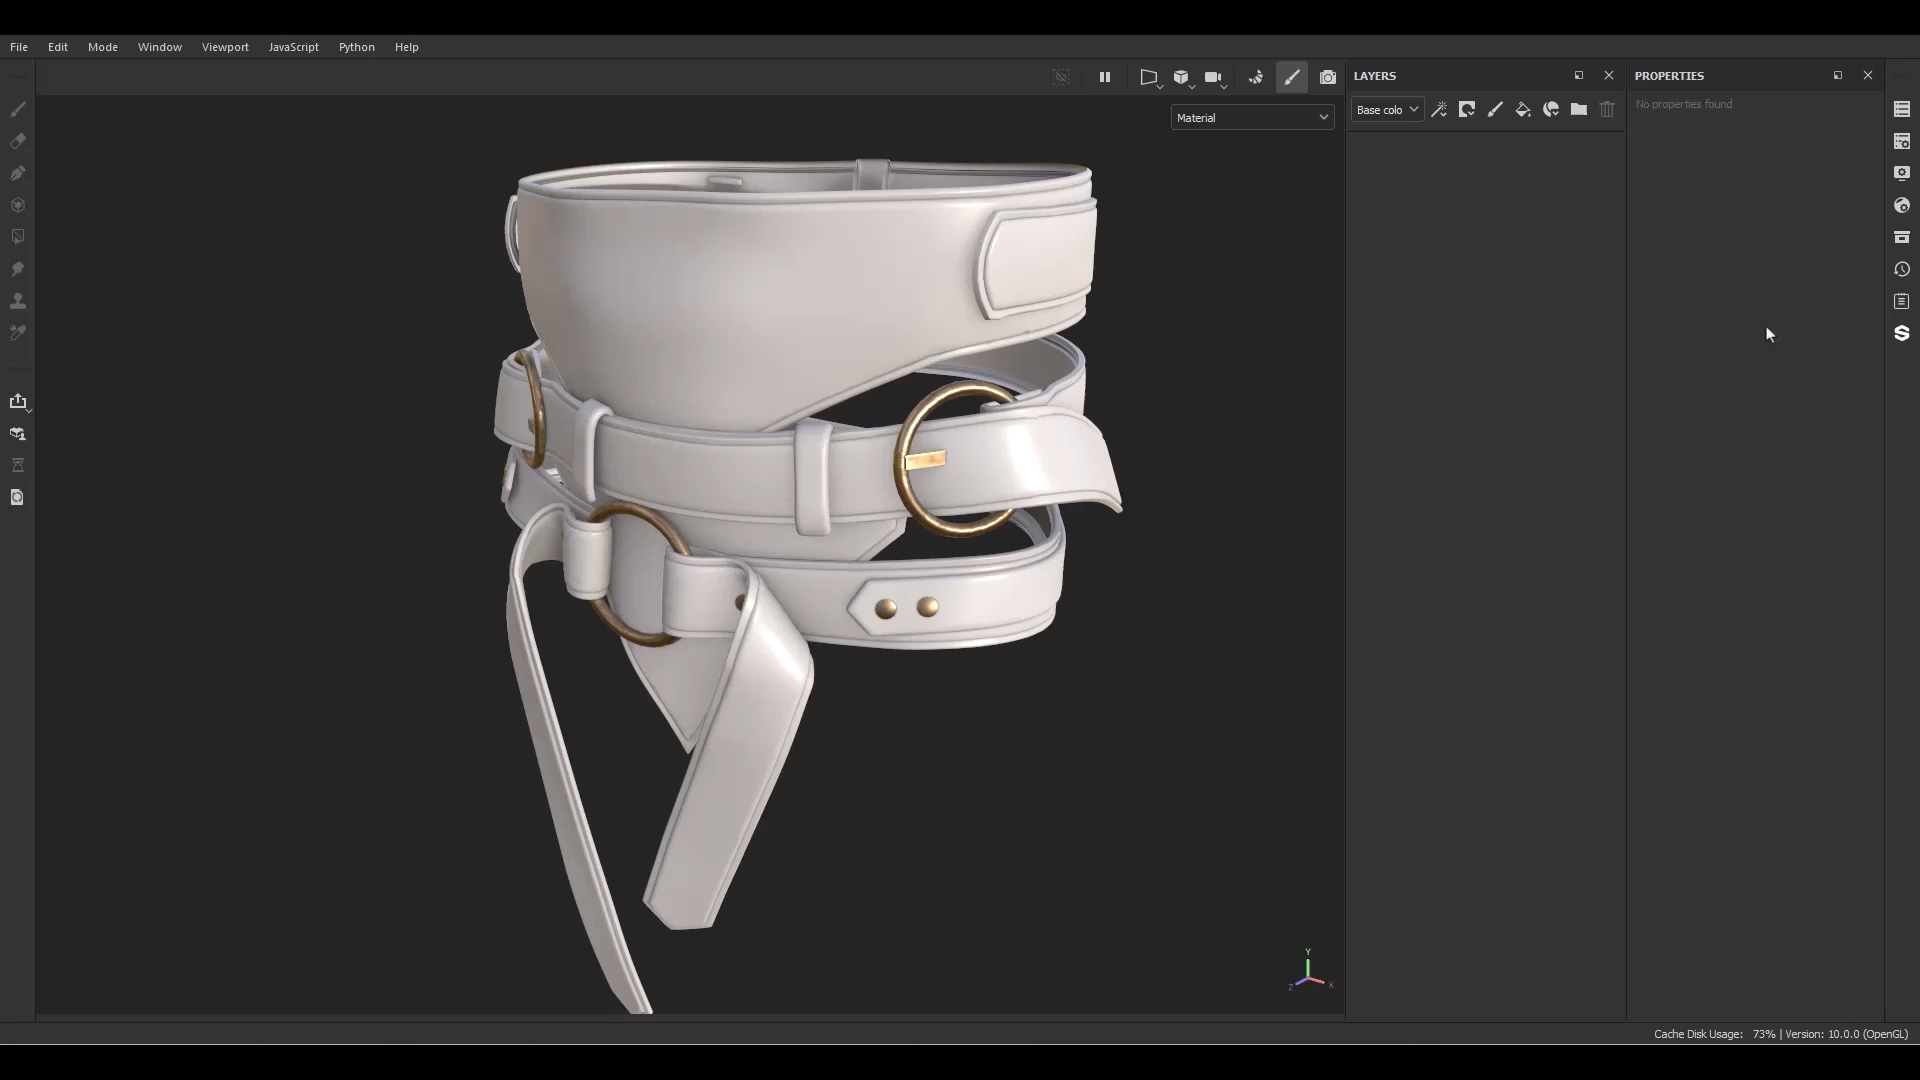 File Edit Mode Window Viewport JavaScript Python Help
LAYERS
PROPERTIES
Base colo
No properties found
Material
Y
Z X
Cache Disk Usage: 73% | Version: 10.0.0 (OpenGL)